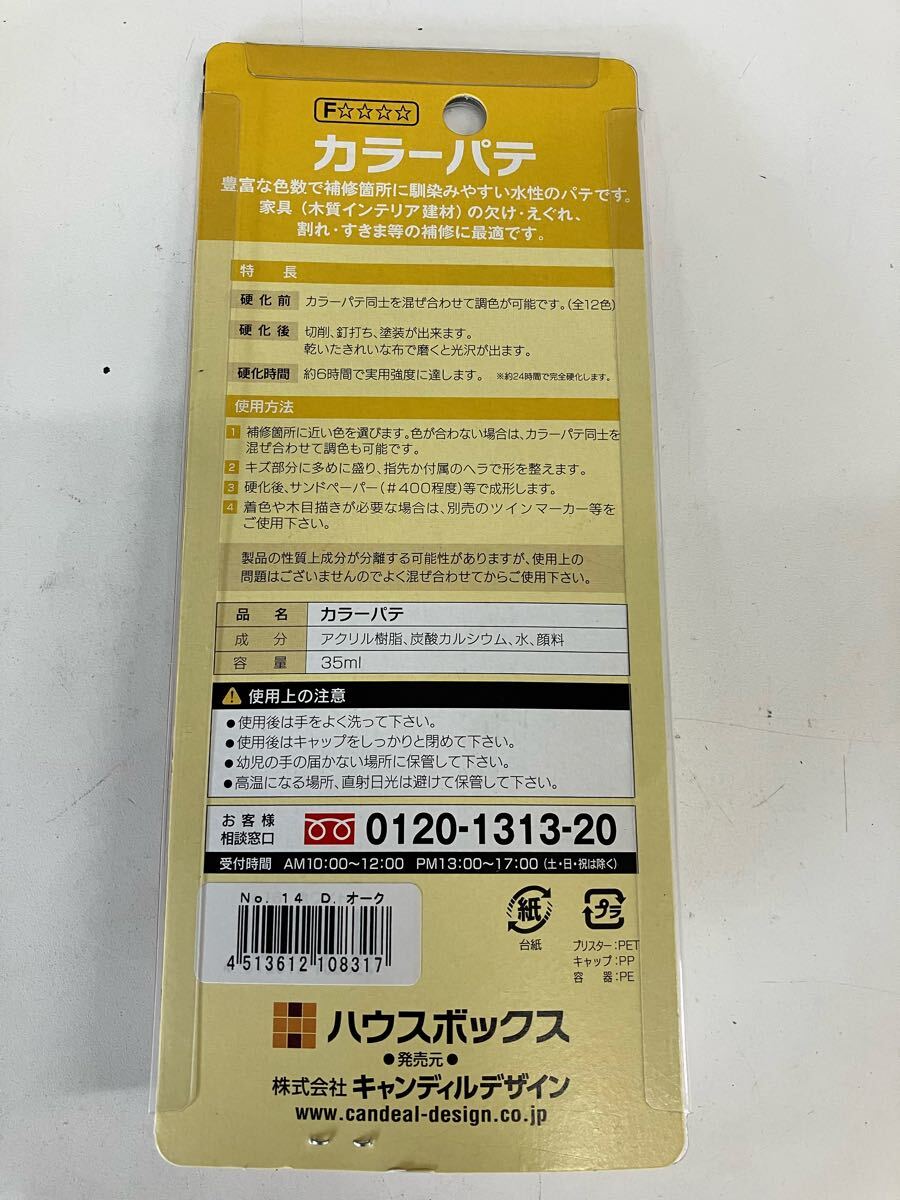 F☆☆☆☆
カラーパテ
豊富な色数で補修箇所に馴染みやすい水性のパテです。
家具（木質インテリア建材）の欠け・えぐれ、
割れ・すきま等の補修に最適です。
特 長
硬化前 カラーパテ同士を混ぜ合わせて調色が可能です。(全12色)
硬化後 切削、釘打ち、塗装が出来ます。
乾いたきれいな布で磨くと光沢が出ます。
硬化時間 約6時間で実用強度に達します。 ※約24時間で完全硬化します。
使用方法
1 補修箇所に近い色を選びます。色が合わない場合は、カラーパテ同士を
混ぜ合わせて調色も可能です。
2 キズ部分に多めに盛り、指先か付属のヘラで形を整えます。
3 硬化後、サンドペーパー(＃400程度)等で成形します。
4 着色や木目描きが必要な場合は、別売のツインマーカー等を
ご使用下さい。
製品の性質上成分が分離する可能性がありますが、使用上の
問題はございませんのでよく混ぜ合わせてからご使用下さい。
品 名 カラーパテ
成 分 アクリル樹脂、炭酸カルシウム、水、顔料
容 量 35ml
使用上の注意
●使用後は手をよく洗って下さい。
●使用後はキャップをしっかりと閉めて下さい。
●幼児の手の届かない場所に保管して下さい。
●高温になる場所、直射日光は避けて保管して下さい。
お客様
相談窓口 0120-1313-20
受付時間 AM10:00～12:00 PM13:00～17:00 (土・日・祝は除く)
No. 14 D. オーク
4 513612 108317
紙
台紙
プラ
ブリスター:PET
キャップ:PP
容 器:PE
ハウスボックス
●発売元●
株式会社 キャンディルデザイン
www.candeal-design.co.jp